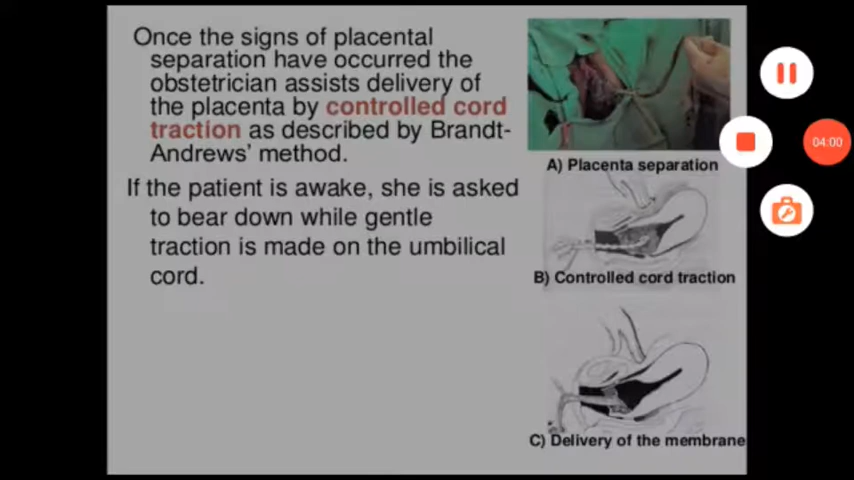 Once the signs of placental
separation have occurred the
obstetrician assists delivery of
the placenta by controlled cord
traction as described by Brandt-
Andrews’ method.
If the patient is awake, she is asked
to bear down while gentle
traction is made on the umbilical
cord.
A) Placenta separation
B) Controlled cord traction
C) Delivery of the membrane
04:00